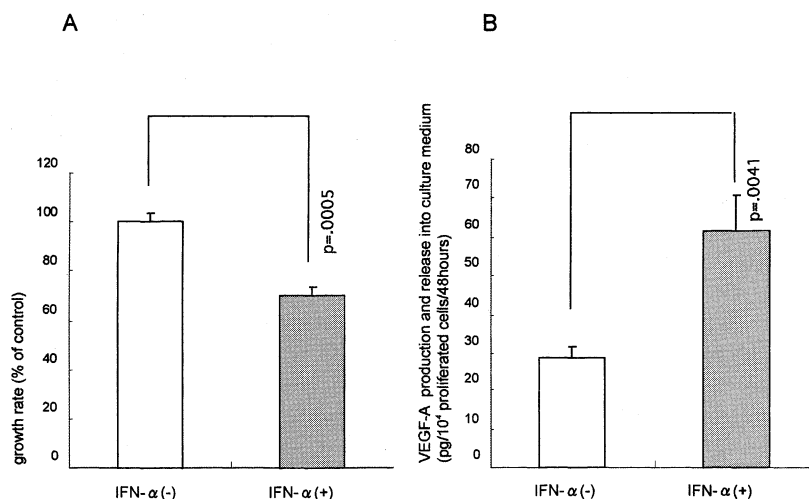 A
growth rate (% of control)
120
100
80
60
40
20
0
p=.0005
IFN-α(-)
IFN-α(+)
B
VEGF-A production and release into culture medium
(pg/10⁴ proliferated cells/48hours)
80
70
60
50
40
30
20
10
0
p=.0041
IFN-α(-)
IFN-α(+)